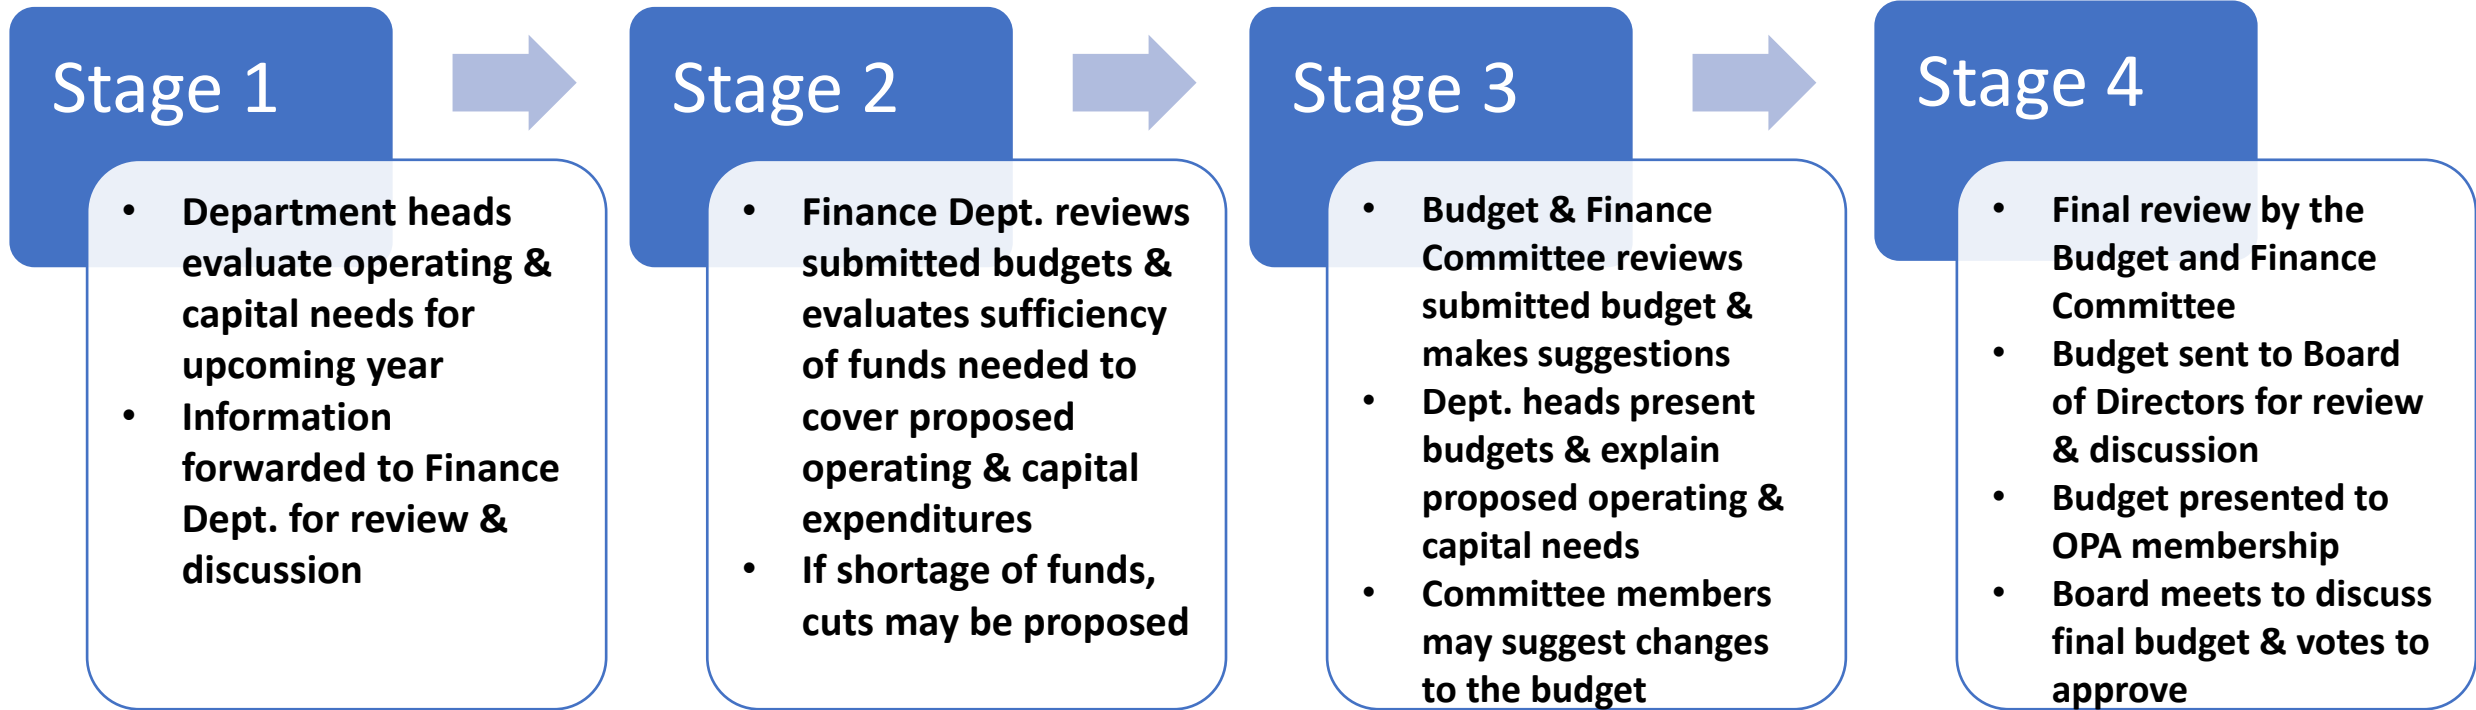 Stage 1
• Department heads
evaluate operating &
capital needs for
upcoming year
• Information
forwarded to Finance
Dept. for review &
discussion
Stage 2
• Finance Dept. reviews
submitted budgets &
evaluates sufficiency
of funds needed to
cover proposed
operating & capital
expenditures
• If shortage of funds,
cuts may be proposed
Stage 3
• Budget & Finance
Committee reviews
submitted budget &
makes suggestions
• Dept. heads present
budgets & explain
proposed operating &
capital needs
• Committee members
may suggest changes
to the budget
Stage 4
• Final review by the
Budget and Finance
Committee
• Budget sent to Board
of Directors for review
& discussion
• Budget presented to
OPA membership
• Board meets to discuss
final budget & votes to
approve